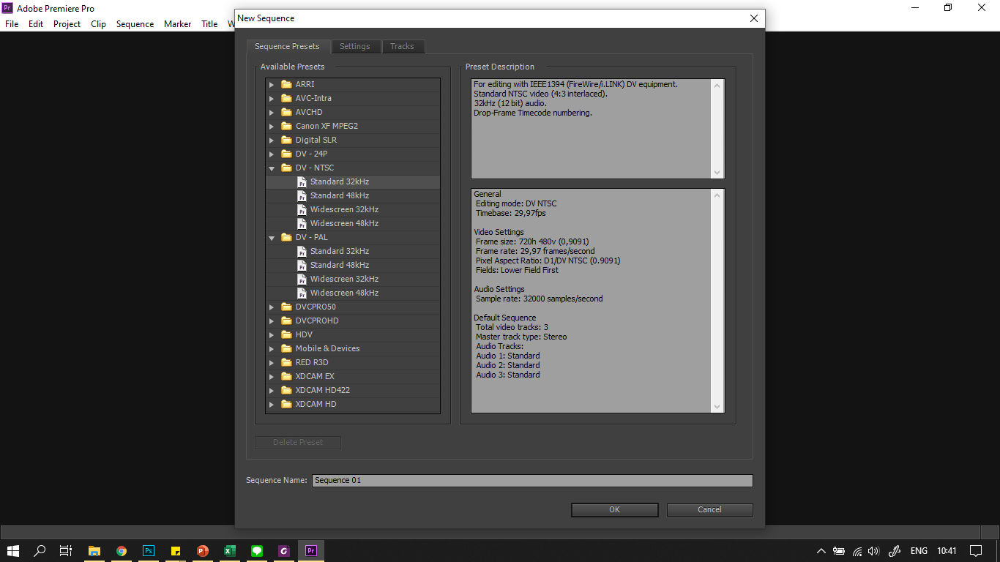 Adobe Premiere Pro
File Edit Project Clip Sequence Marker Title W
New Sequence
Sequence Presets Settings Tracks
Available Presets
ARRI
AVC-Intra
AVCHD
Canon XF MPEG2
Digital SLR
DV - 24P
DV - NTSC
Standard 32kHz
Standard 48kHz
Widescreen 32kHz
Widescreen 48kHz
DV - PAL
Standard 32kHz
Standard 48kHz
Widescreen 32kHz
Widescreen 48kHz
DVCPRO50
DVCPROHD
HDV
Mobile & Devices
RED R3D
XDCAM EX
XDCAM HD422
XDCAM HD
Delete Preset
Preset Description
For editing with IEEE1394 (FireWire/i.LINK) DV equipment.
Standard NTSC video (4:3 interlaced).
32kHz (12 bit) audio.
Drop-Frame Timecode numbering.
General
Editing mode: DV NTSC
Timebase: 29,97fps
Video Settings
Frame size: 720h 480v (0,9091)
Frame rate: 29,97 frames/second
Pixel Aspect Ratio: D1/DV NTSC (0.9091)
Fields: Lower Field First
Audio Settings
Sample rate: 32000 samples/second
Default Sequence
Total video tracks: 3
Master track type: Stereo
Audio Tracks:
Audio 1: Standard
Audio 2: Standard
Audio 3: Standard
Sequence Name: Sequence 01
OK Cancel
ENG 10:41